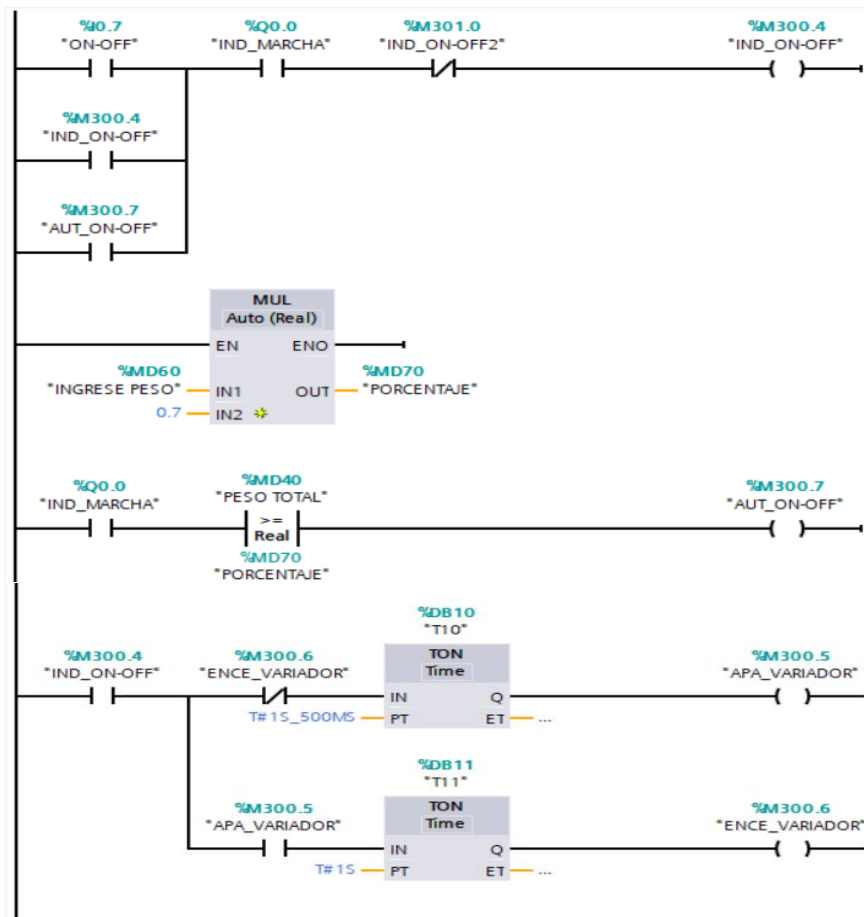 %I0.7 %Q0.0 %M301.0 %M300.4
"ON-OFF" "IND_MARCHA" "IND_ON-OFF2" "IND_ON-OFF"
%M300.4
"IND_ON-OFF"
%M300.7
"AUT_ON-OFF"
MUL
Auto (Real)
EN ENO
%MD60 %MD70
"INGRESE PESO" IN1 OUT "PORCENTAJE"
0.7 IN2
%Q0.0 %MD40 %M300.7
"IND_MARCHA" "PESO TOTAL" "AUT_ON-OFF"
>=
Real
%MD70
"PORCENTAJE"
%DB10
"T10"
%M300.4 %M300.6 TON %M300.5
"IND_ON-OFF" "ENCE_VARIADOR" Time "APA_VARIADOR"
IN Q
T#1S_500MS PT ET ...
%DB11
"T11"
%M300.5 TON %M300.6
"APA_VARIADOR" Time "ENCE_VARIADOR"
IN Q
T#1S PT ET ...